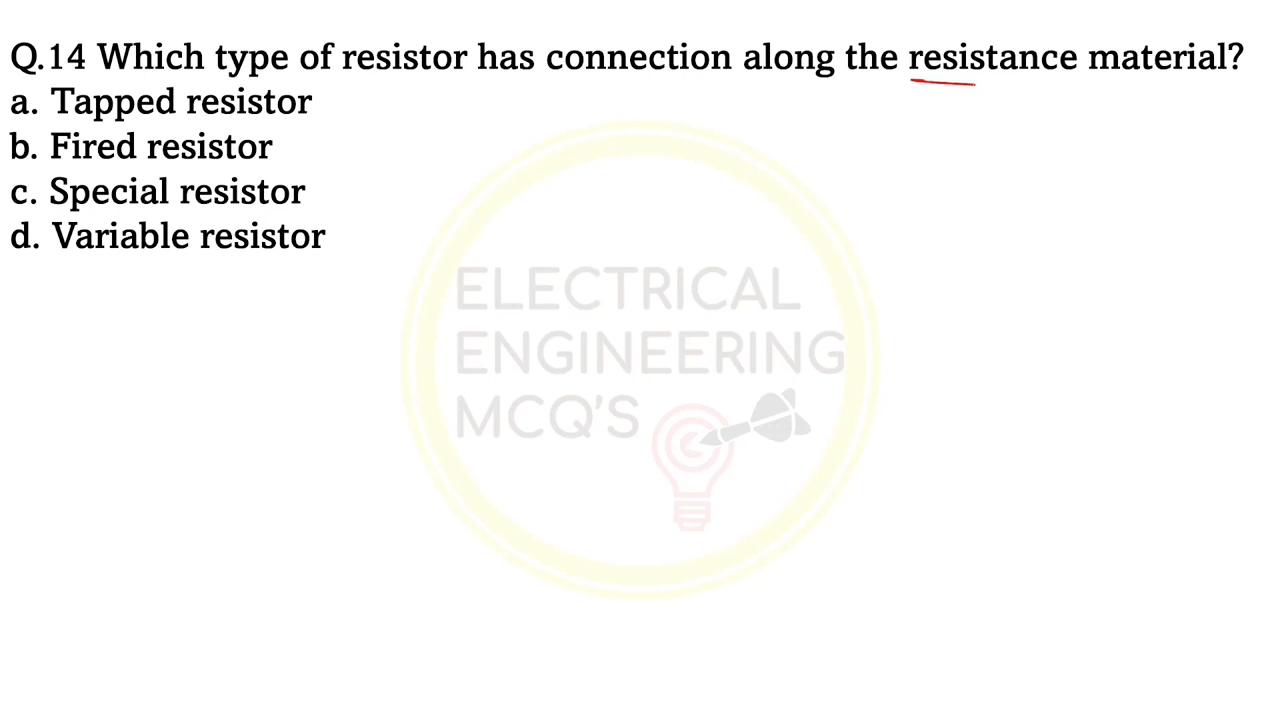 Q.14 Which type of resistor has connection along the resistance material?
a. Tapped resistor
b. Fired resistor
c. Special resistor
d. Variable resistor
ELECTRICAL
ENGINEERING
MCQ'S